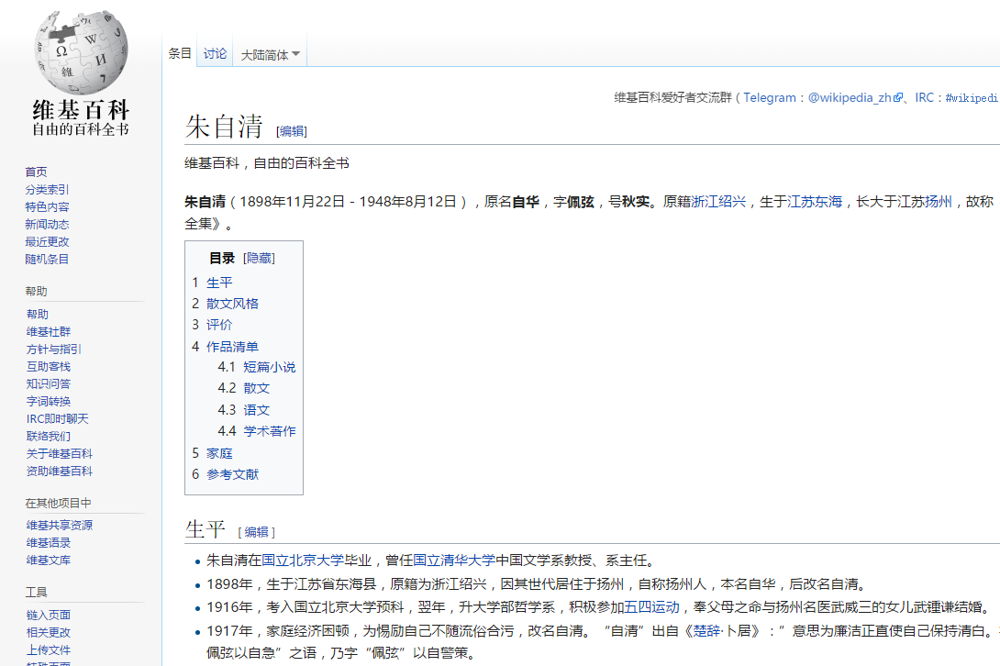 维基百科
自由的百科全书
首页
分类索引
特色内容
新闻动态
最近更改
随机条目
帮助
帮助
维基社群
方针与指引
互助客栈
知识问答
字词转换
IRC即时聊天
联络我们
关于维基百科
资助维基百科
在其他项目中
维基共享资源
维基语录
维基文库
工具
链入页面
相关更改
上传文件
特殊页面
条目 讨论 大陆简体
维基百科爱好者交流群（Telegram：@wikipedia_zh、IRC：#wikipedi
朱自清 [编辑]
维基百科，自由的百科全书
朱自清（1898年11月22日－1948年8月12日），原名自华，字佩弦，号秋实。原籍浙江绍兴，生于江苏东海，长大于江苏扬州，故称
全集》。
目录 [隐藏]
1 生平
2 散文风格
3 评价
4 作品清单
4.1 短篇小说
4.2 散文
4.3 语文
4.4 学术著作
5 家庭
6 参考文献
生平 [ 编辑 ]
朱自清在国立北京大学毕业，曾任国立清华大学中国文学系教授、系主任。
1898年，生于江苏省东海县，原籍为浙江绍兴，因其世代居住于扬州，自称扬州人，本名自华，后改名自清。
1916年，考入国立北京大学预科，翌年，升大学部哲学系，积极参加五四运动，奉父母之命与扬州名医武威三的女儿武锺谦结婚。
1917年，家庭经济困顿，为惕励自己不随流俗合污，改名自清。“自清”出自《楚辞·卜居》：”意思为廉洁正直使自己保持清白。
佩弦以自急”之语，乃字“佩弦”以自警策。